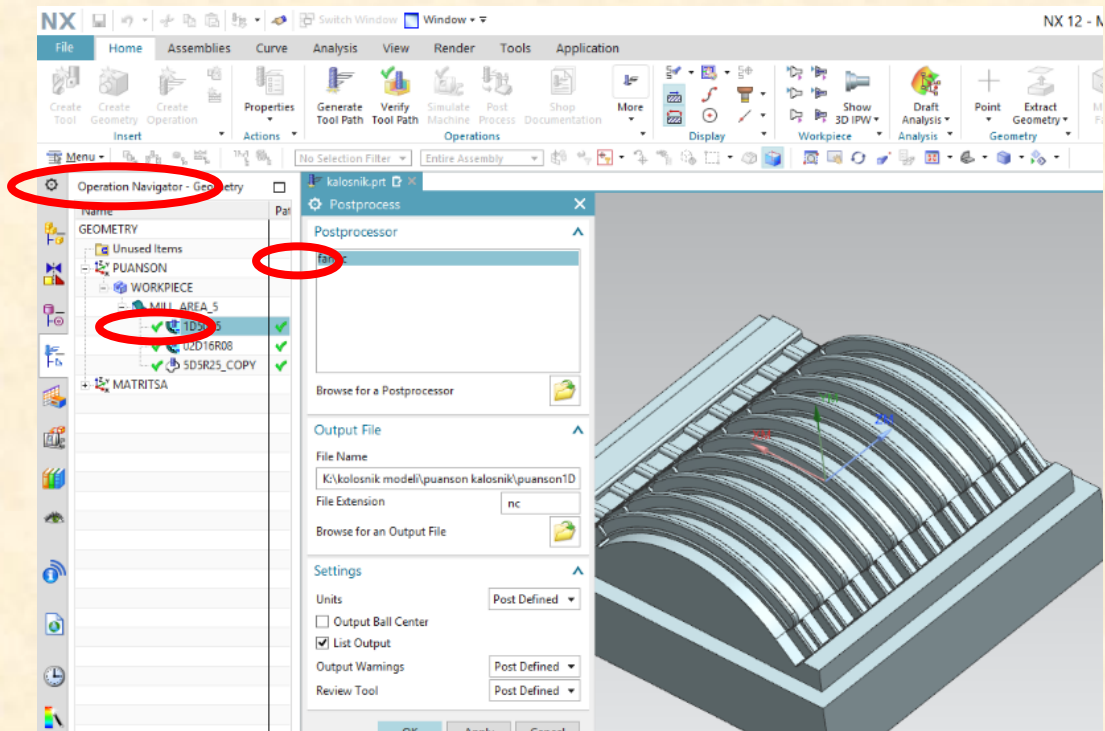 NX Switch Window Window NX 12 - M
File Home Assemblies Curve Analysis View Render Tools Application
Create Tool Create Geometry Create Operation Properties Generate Tool Path Verify Tool Path Simulate Machine Post Process Shop Documentation More Show 3D IPW Draft Analysis Point Extract Geometry
Insert Actions Operations Display Workpiece Analysis Geometry
Menu No Selection Filter Entire Assembly
Operation Navigator - Geometry kalosnik.prt
Name Pat Postprocess
GEOMETRY Postprocessor
Unused Items
PUANSON
WORKPIECE
MILL_AREA_5
02D16R08
5D5R25_COPY
MATRITSA
Browse for a Postprocessor
Output File
File Name
K:\kolosnik modeli\puanson kalosnik\puanson1D
File Extension nc
Browse for an Output File
Settings
Units Post Defined
Output Ball Center
List Output
Output Warnings Post Defined
Review Tool Post Defined
OK Apply Cancel